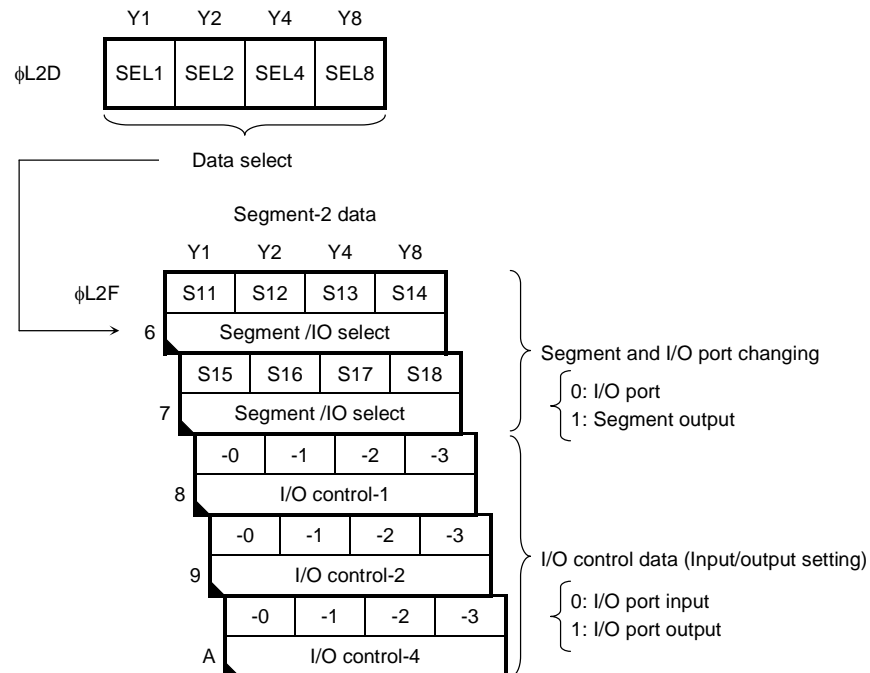 Y1 Y2 Y4 Y8
ϕL2D SEL1 SEL2 SEL4 SEL8
Data select
Segment-2 data
Y1 Y2 Y4 Y8
ϕL2F S11 S12 S13 S14
6 Segment /IO select
S15 S16 S17 S18
7 Segment /IO select
Segment and I/O port changing
0: I/O port
1: Segment output
-0 -1 -2 -3
8 I/O control-1
-0 -1 -2 -3
9 I/O control-2
-0 -1 -2 -3
A I/O control-4
I/O control data (Input/output setting)
0: I/O port input
1: I/O port output